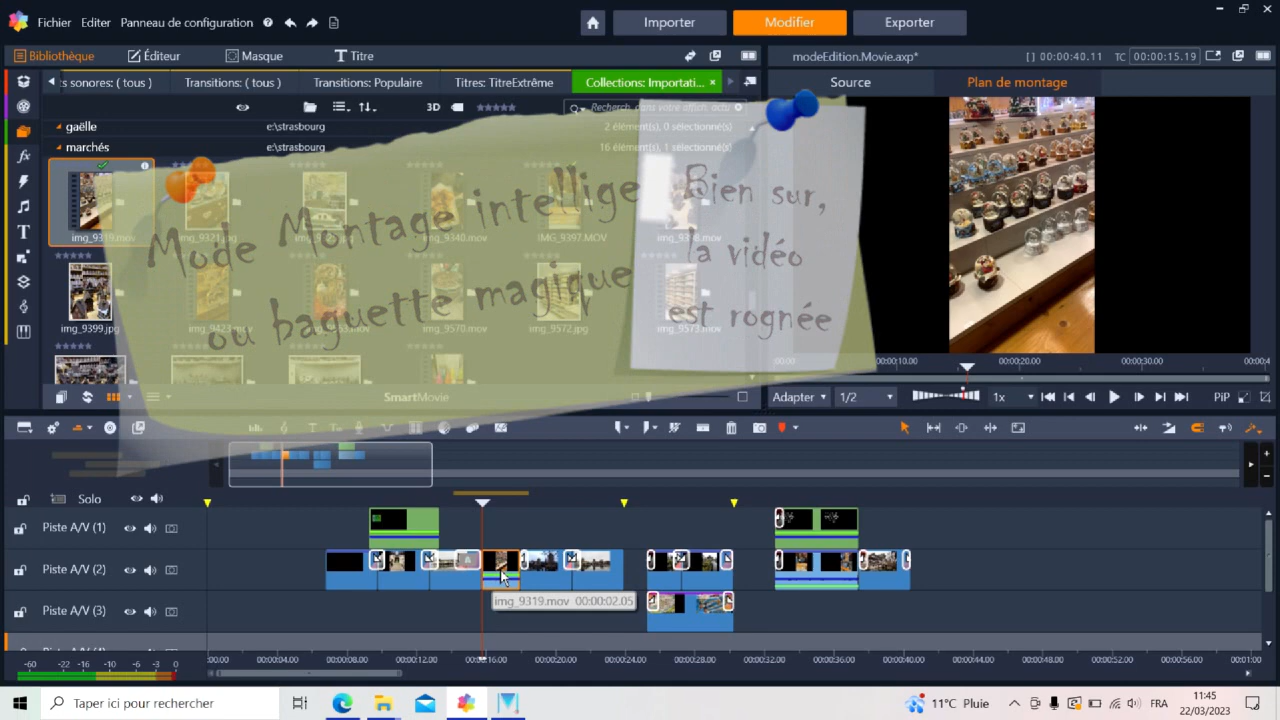 Fichier Editer Panneau de configuration
Importer
Modifier
Exporter
Bibliothèque
Éditeur
Masque
Titre
modeEdition.Movie.axp*
[] 00:00:40.11
TC 00:00:15.19
s sonores: ( tous )
Transitions: ( tous )
Transitions: Populaire
Titres: TitreExtrême
Collections: Importati...
Source
Plan de montage
3D
Recherch. dans votre affich. actu
gaëlle
e:\strasbourg
2 élément(s), 0 sélectionné(s)
marchés
e:\strasbourg
16 élément(s), 1 sélectionné(s)
Mode Montage intellige
ou baguette magique
Bien sur,
la vidéo
est rognée
img_9319.mov
img_9321.jpg
img_9340.mov
IMG_9397.MOV
img_9399.mov
img_9423.mov
img_9570.mov
img_9572.jpg
img_9573.mov
SmartMovie
:00.00
00:00:10.00
00:00:20.00
00:00:30.00
00:00:4
Adapter
1/2
1x
PiP
Solo
Piste A/V (1)
Piste A/V (2)
Piste A/V (3)
img_9319.mov 00:00:02.05
-60 -22 -16 -10 -6 -3 0
:00.00
00:00:04.00
00:00:08.00
00:00:12.00
00:00:16.00
00:00:20.00
00:00:24.00
00:00:28.00
00:00:32.00
00:00:36.00
00:00:40.00
00:00:44.00
00:00:48.00
00:00:52.00
00:00:56.00
00:01:00
Taper ici pour rechercher
11°C Pluie
FRA
11:45
22/03/2023